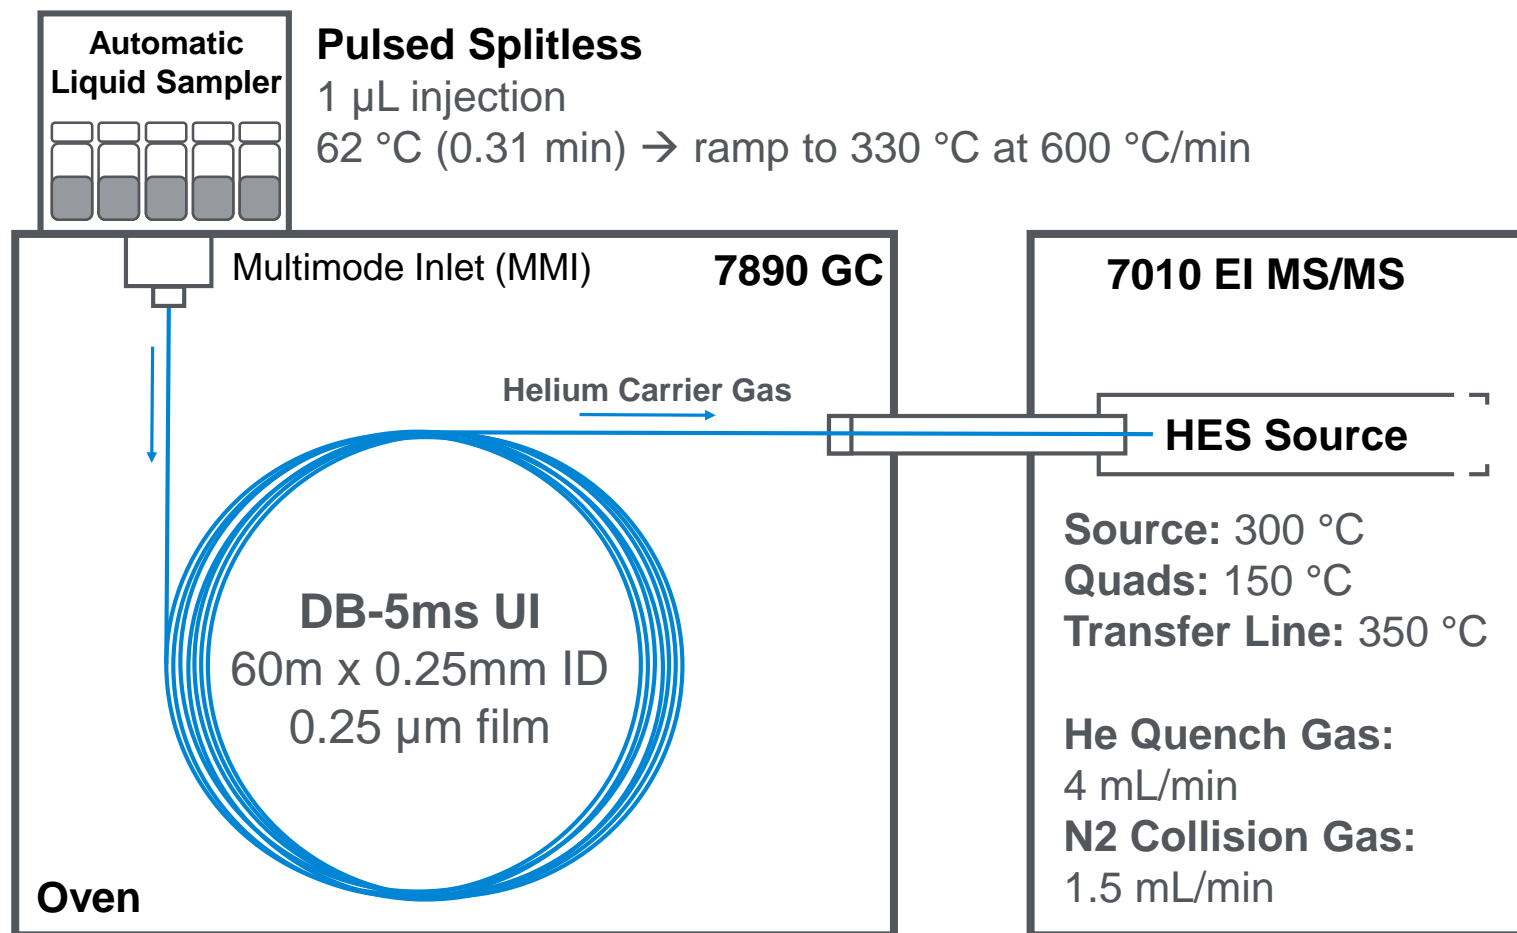 Automatic
Liquid Sampler
Pulsed Splitless
1 µL injection
62 °C (0.31 min) → ramp to 330 °C at 600 °C/min
Multimode Inlet (MMI)
7890 GC
7010 EI MS/MS
Helium Carrier Gas
HES Source
DB-5ms UI
60m x 0.25mm ID
0.25 µm film
Source: 300 °C
Quads: 150 °C
Transfer Line: 350 °C
He Quench Gas:
4 mL/min
N2 Collision Gas:
1.5 mL/min
Oven